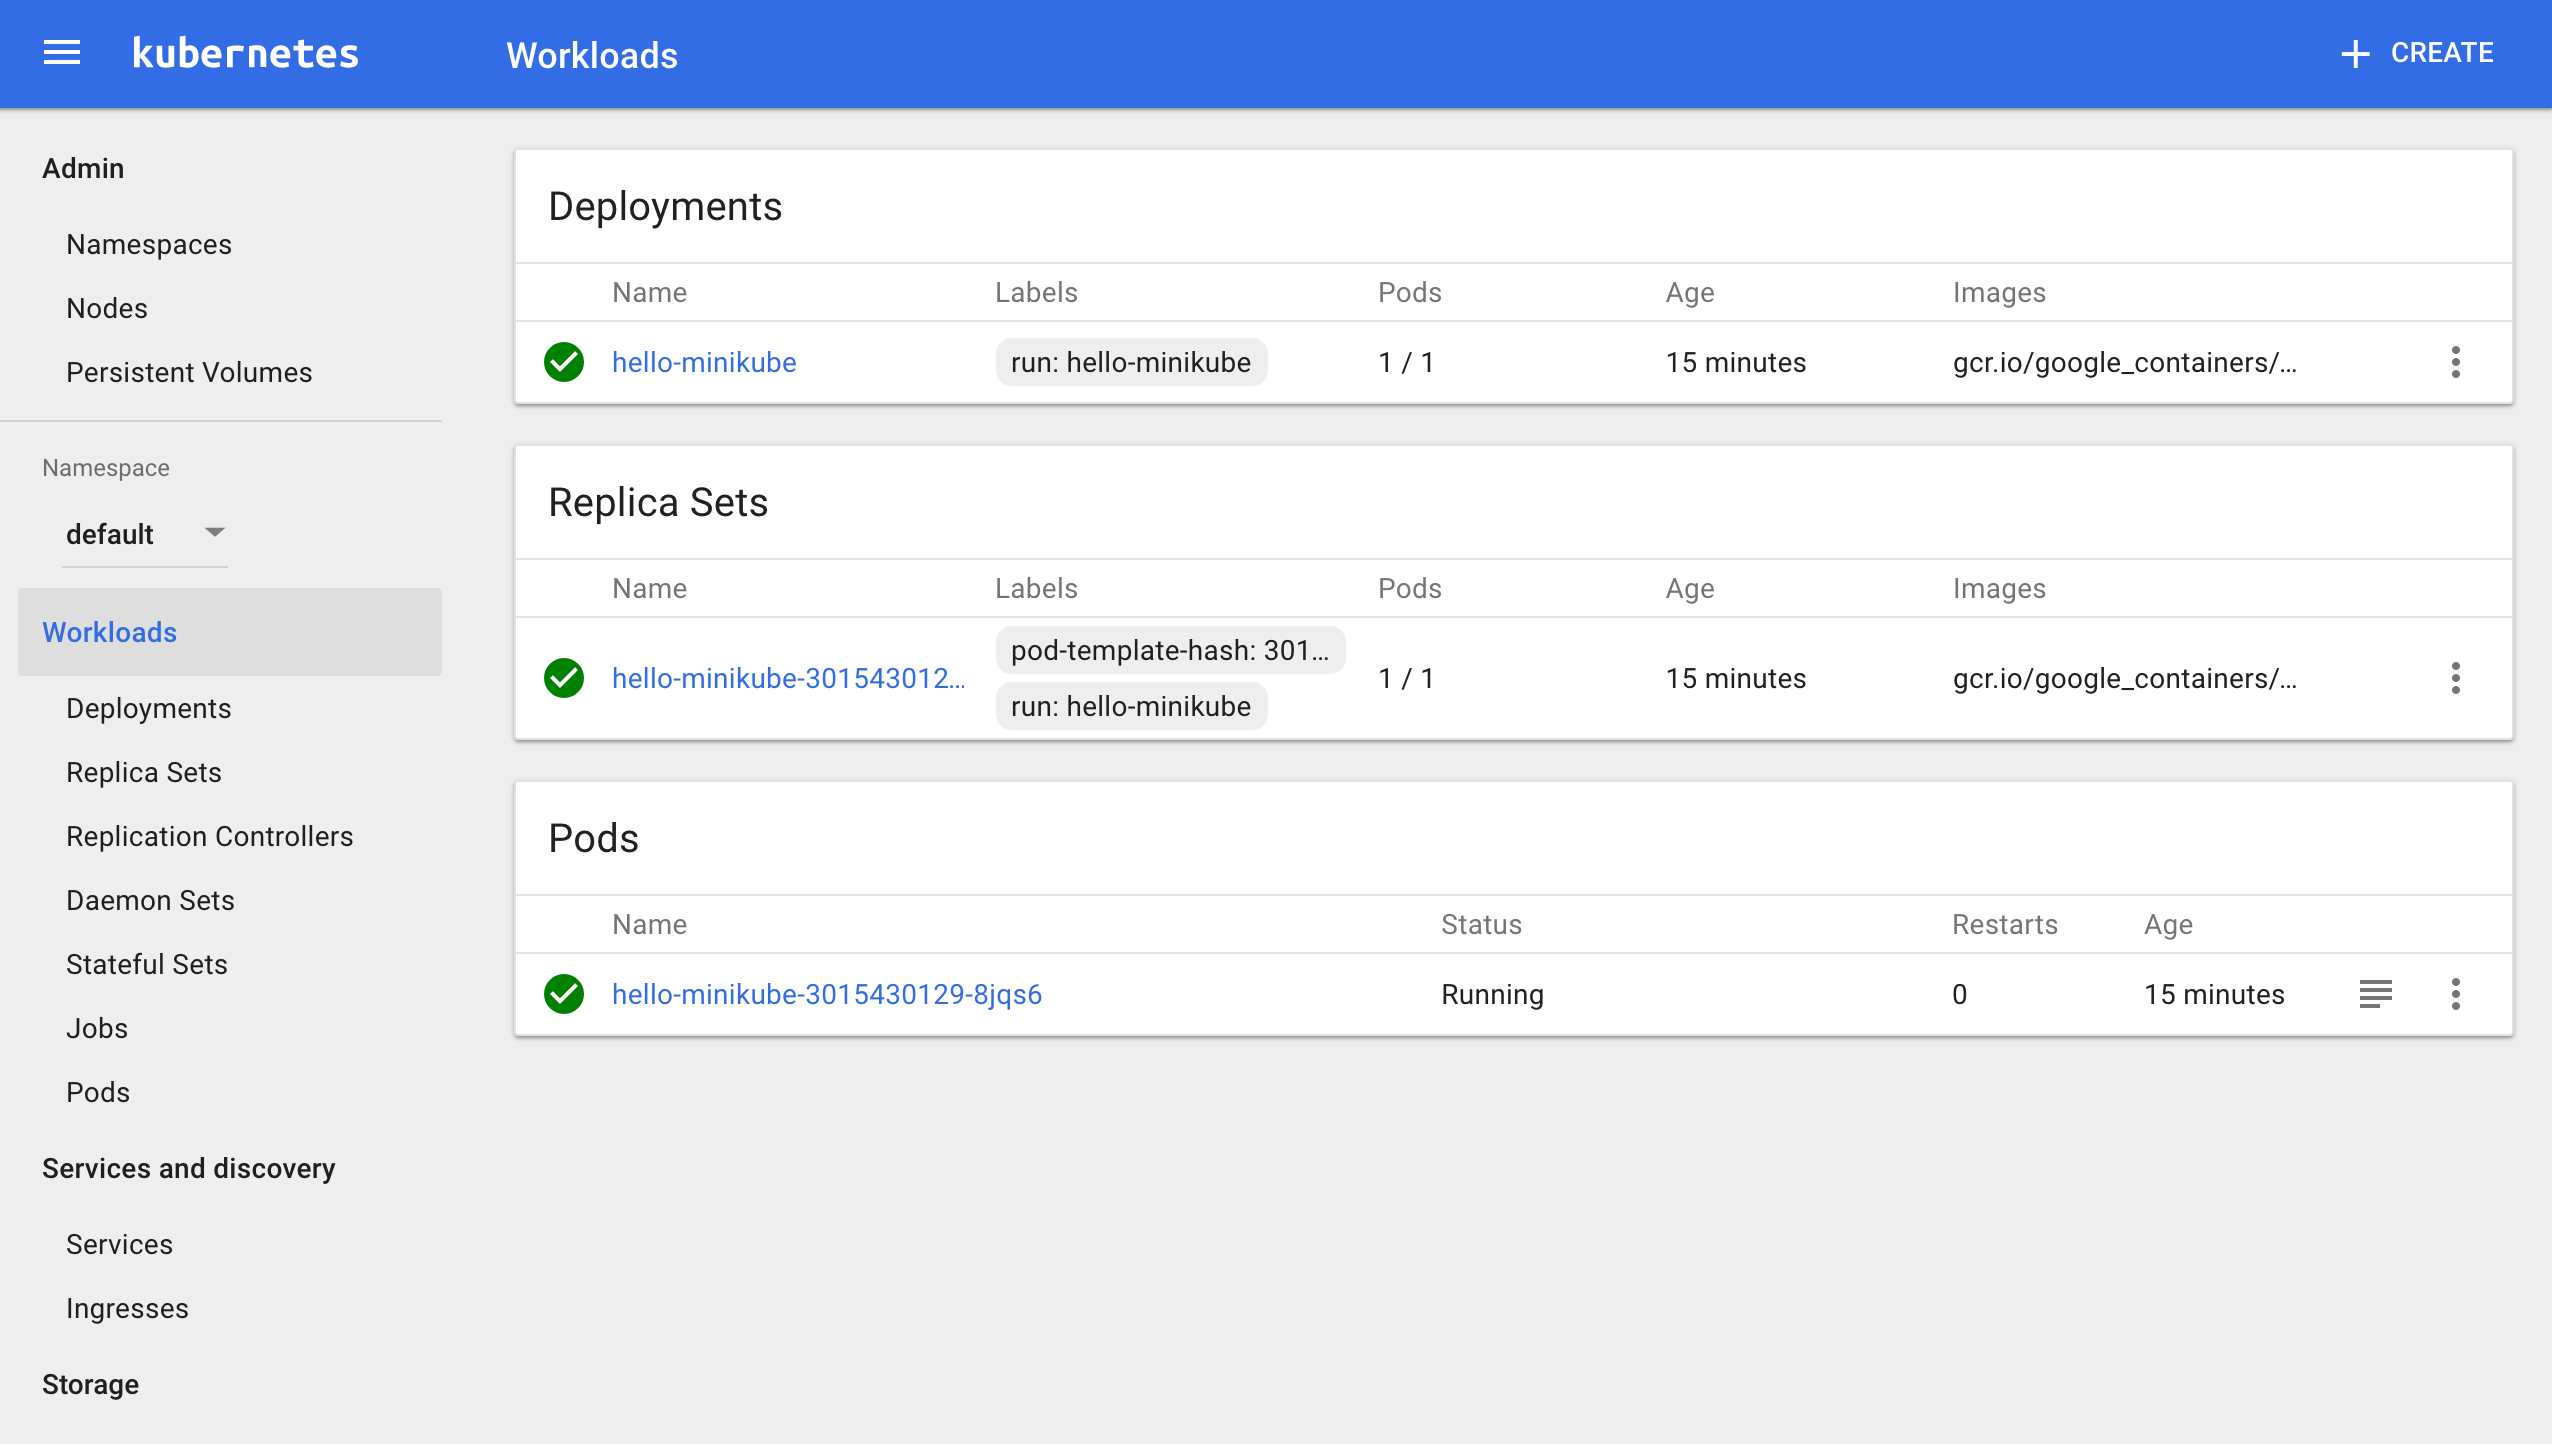 kubernetes
Workloads
CREATE
Admin
Namespaces
Nodes
Persistent Volumes
Namespace
default
Workloads
Deployments
Replica Sets
Replication Controllers
Daemon Sets
Stateful Sets
Jobs
Pods
Services and discovery
Services
Ingresses
Storage
Deployments
Name Labels Pods Age Images
hello-minikube run: hello-minikube 1 / 1 15 minutes gcr.io/google_containers/...
Replica Sets
Name Labels Pods Age Images
pod-template-hash: 301...
hello-minikube-301543012... 1 / 1 15 minutes gcr.io/google_containers/...
run: hello-minikube
Pods
Name Status Restarts Age
hello-minikube-3015430129-8jqs6 Running 0 15 minutes